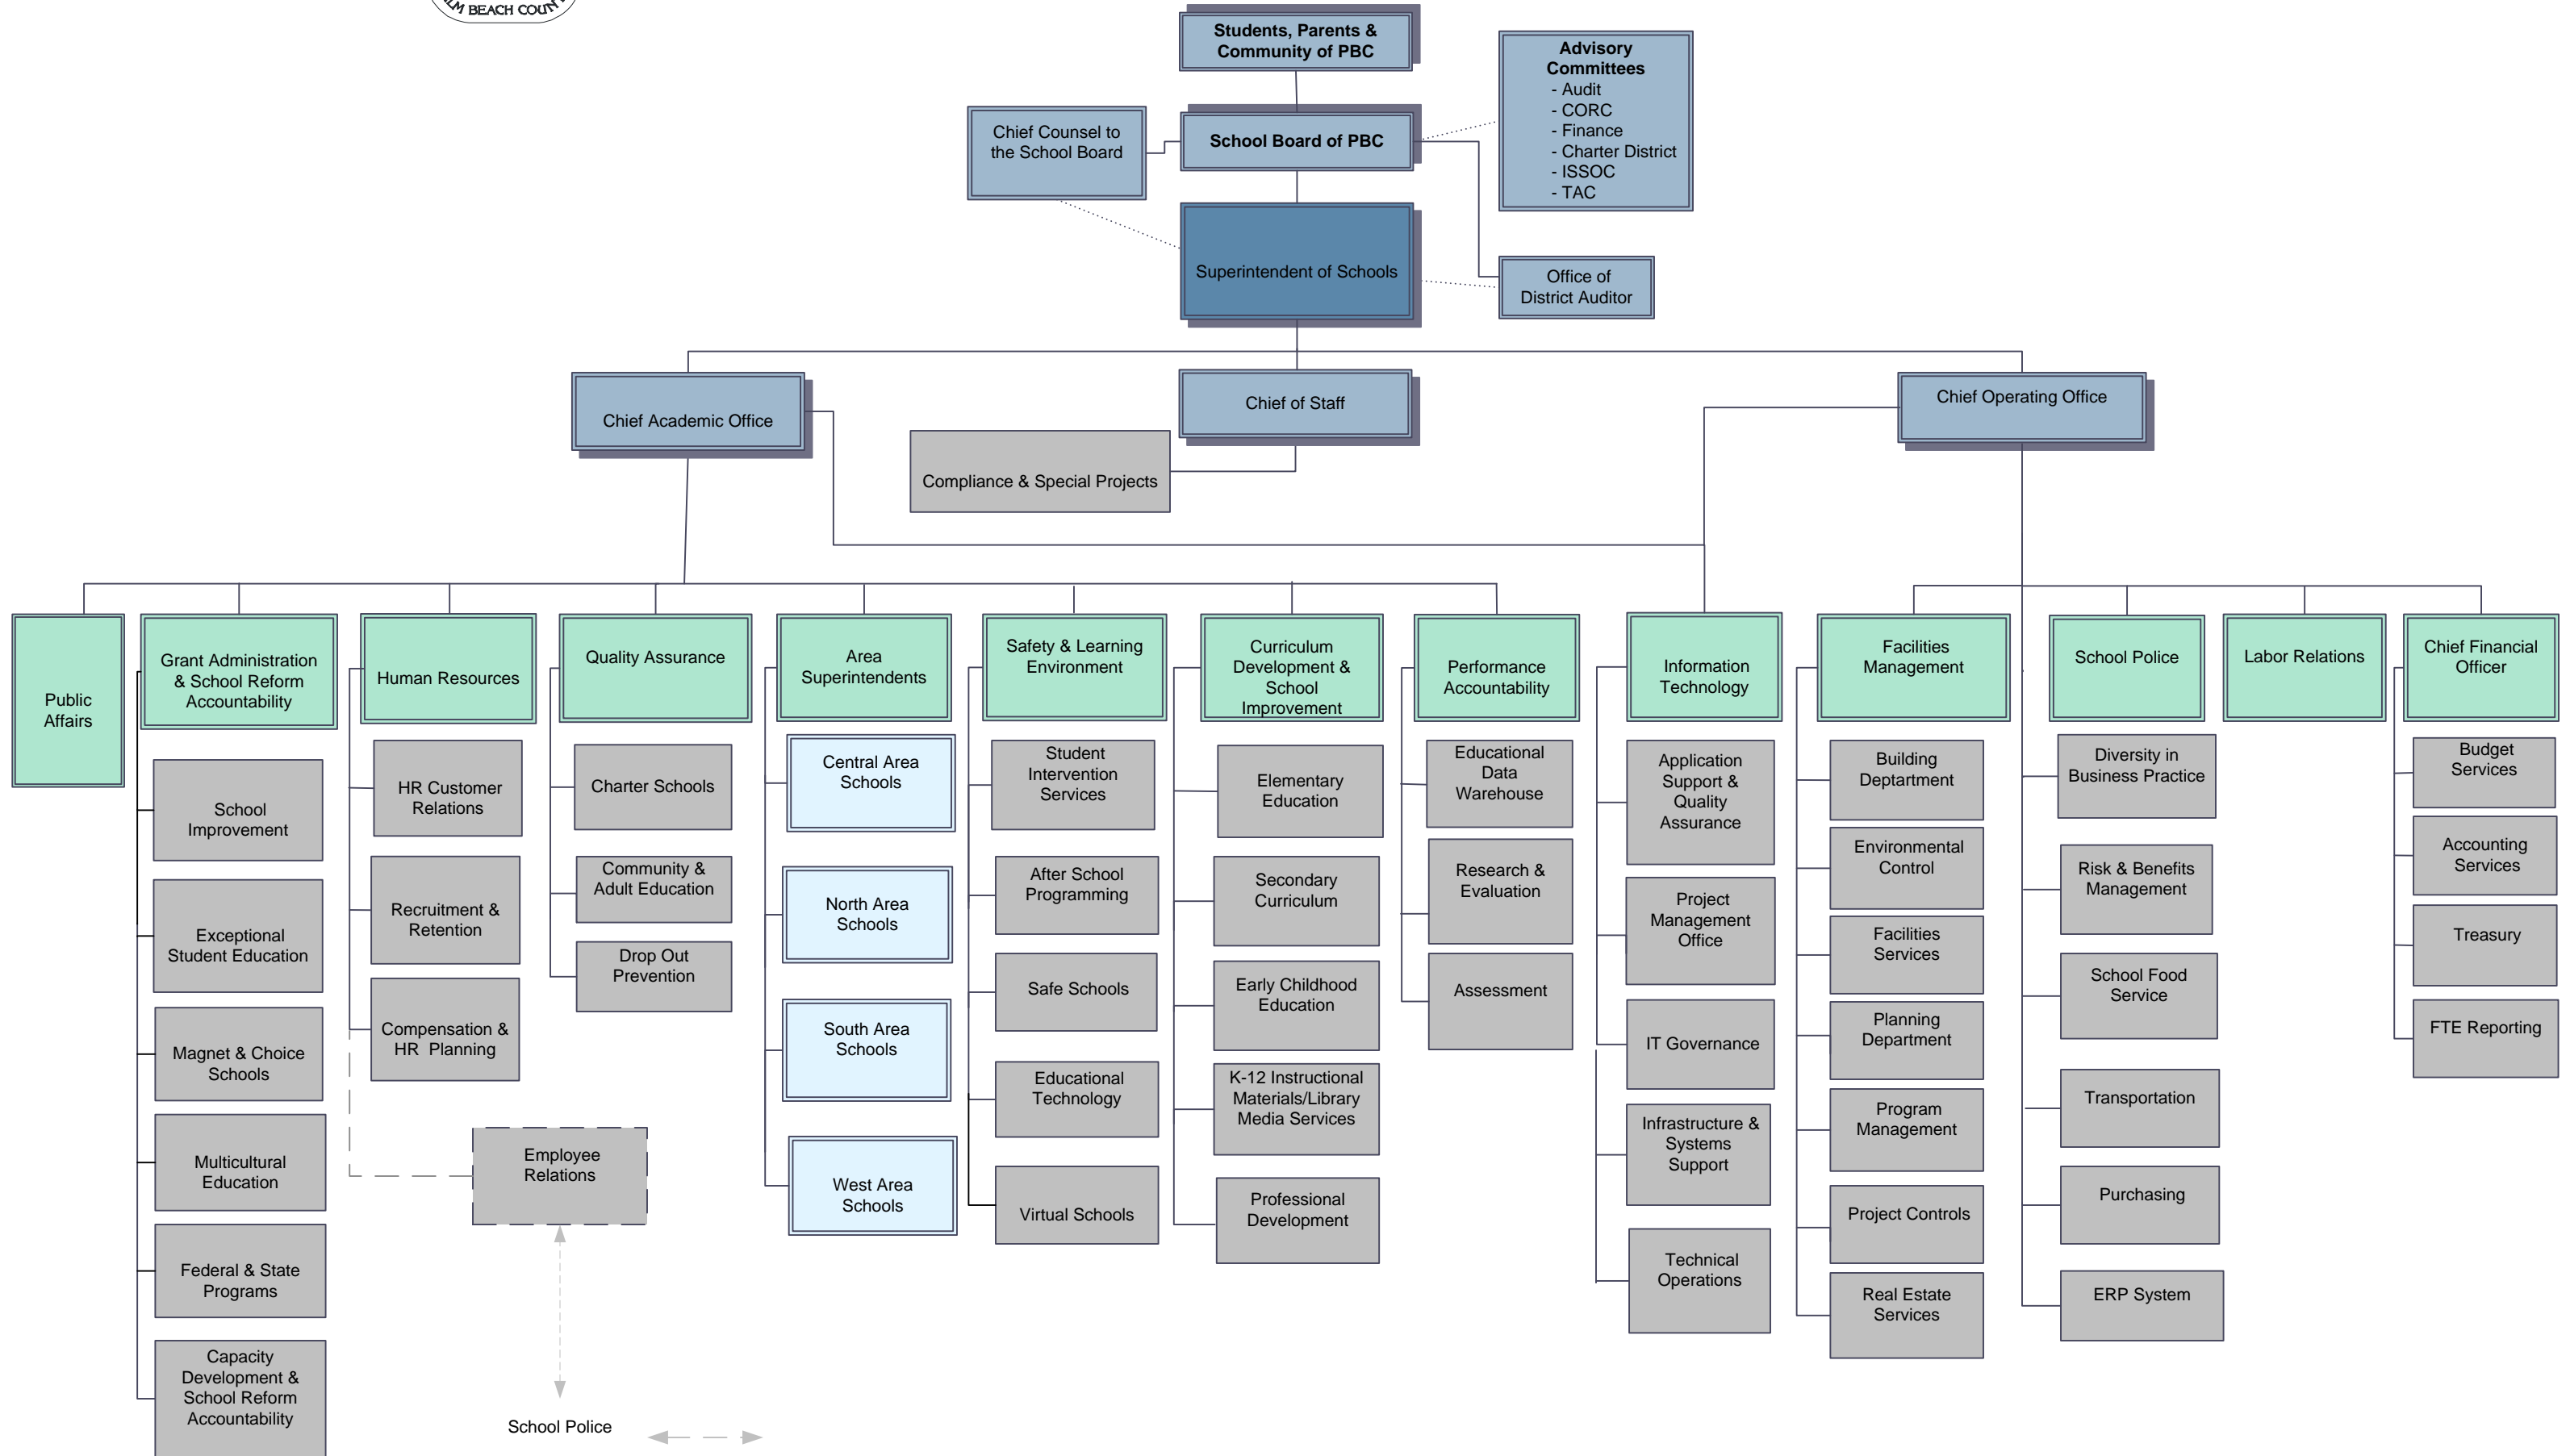 LM BEACH COUN
Students, Parents &
Community of PBC
Advisory
Committees
- Audit
- CORC
- Finance
- Charter District
- ISSOC
- TAC
Chief Counsel to
the School Board
School Board of PBC
Superintendent of Schools
Office of
District Auditor
Chief Academic Office
Chief of Staff
Chief Operating Office
Compliance & Special Projects
Public
Affairs
Grant Administration
& School Reform
Accountability
Human Resources
Quality Assurance
Area
Superintendents
Safety & Learning
Environment
Curriculum
Development &
School
Improvement
Performance
Accountability
Information
Technology
Facilities
Management
School Police
Labor Relations
Chief Financial
Officer
School
Improvement
Exceptional
Student Education
Magnet & Choice
Schools
Multicultural
Education
Federal & State
Programs
Capacity
Development &
School Reform
Accountability
HR Customer
Relations
Recruitment &
Retention
Compensation &
HR Planning
Employee
Relations
School Police
Charter Schools
Community &
Adult Education
Drop Out
Prevention
Central Area
Schools
North Area
Schools
South Area
Schools
West Area
Schools
Student
Intervention
Services
After School
Programming
Safe Schools
Educational
Technology
Virtual Schools
Elementary
Education
Secondary
Curriculum
Early Childhood
Education
K-12 Instructional
Materials/Library
Media Services
Professional
Development
Educational
Data
Warehouse
Research &
Evaluation
Assessment
Application
Support &
Quality
Assurance
Project
Management
Office
IT Governance
Infrastructure &
Systems
Support
Technical
Operations
Building
Deptartment
Environmental
Control
Facilities
Services
Planning
Department
Program
Management
Project Controls
Real Estate
Services
Diversity in
Business Practice
Risk & Benefits
Management
School Food
Service
Transportation
Purchasing
ERP System
Budget
Services
Accounting
Services
Treasury
FTE Reporting